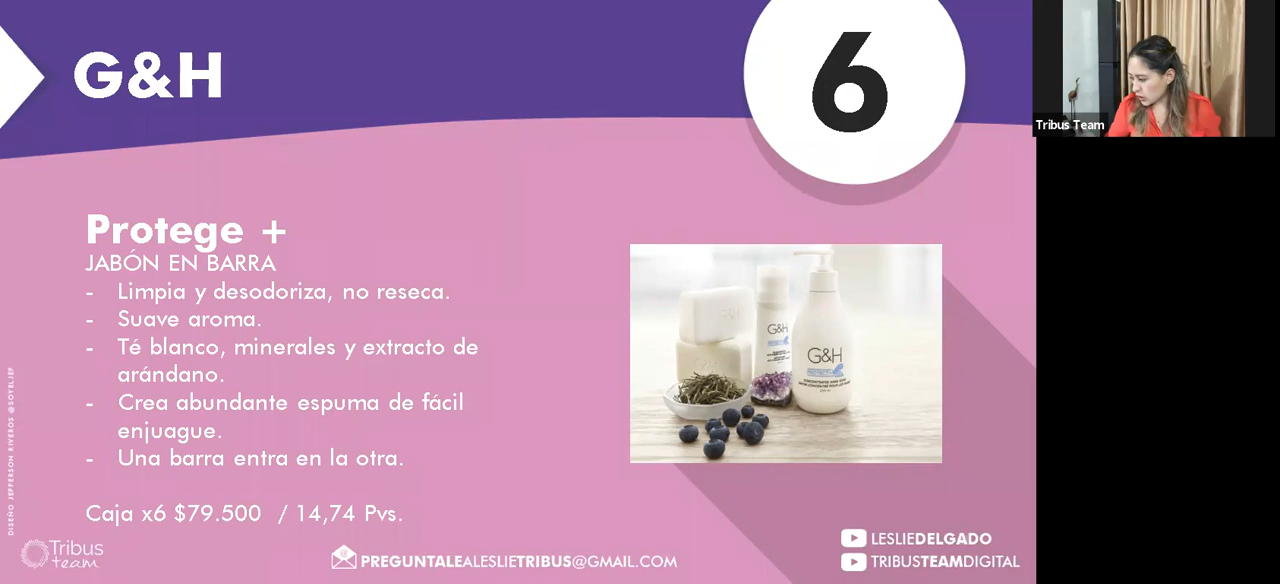 G&H
6
Tribus Team
Protege +
JABÓN EN BARRA
- Limpia y desodoriza, no reseca.
- Suave aroma.
- Té blanco, minerales y extracto de
arándano.
- Crea abundante espuma de fácil
enjuague.
- Una barra entra en la otra.
Caja x6 $79.500 / 14,74 Pvs.
G&H
G&H
DISEÑO JEFFERSON RIVEROS @SOYELJEF
Tribus
team
PREGUNTALEALESLIETRIBUS@GMAIL.COM
LESLIEDELGADO
TRIBUSTEAMDIGITAL